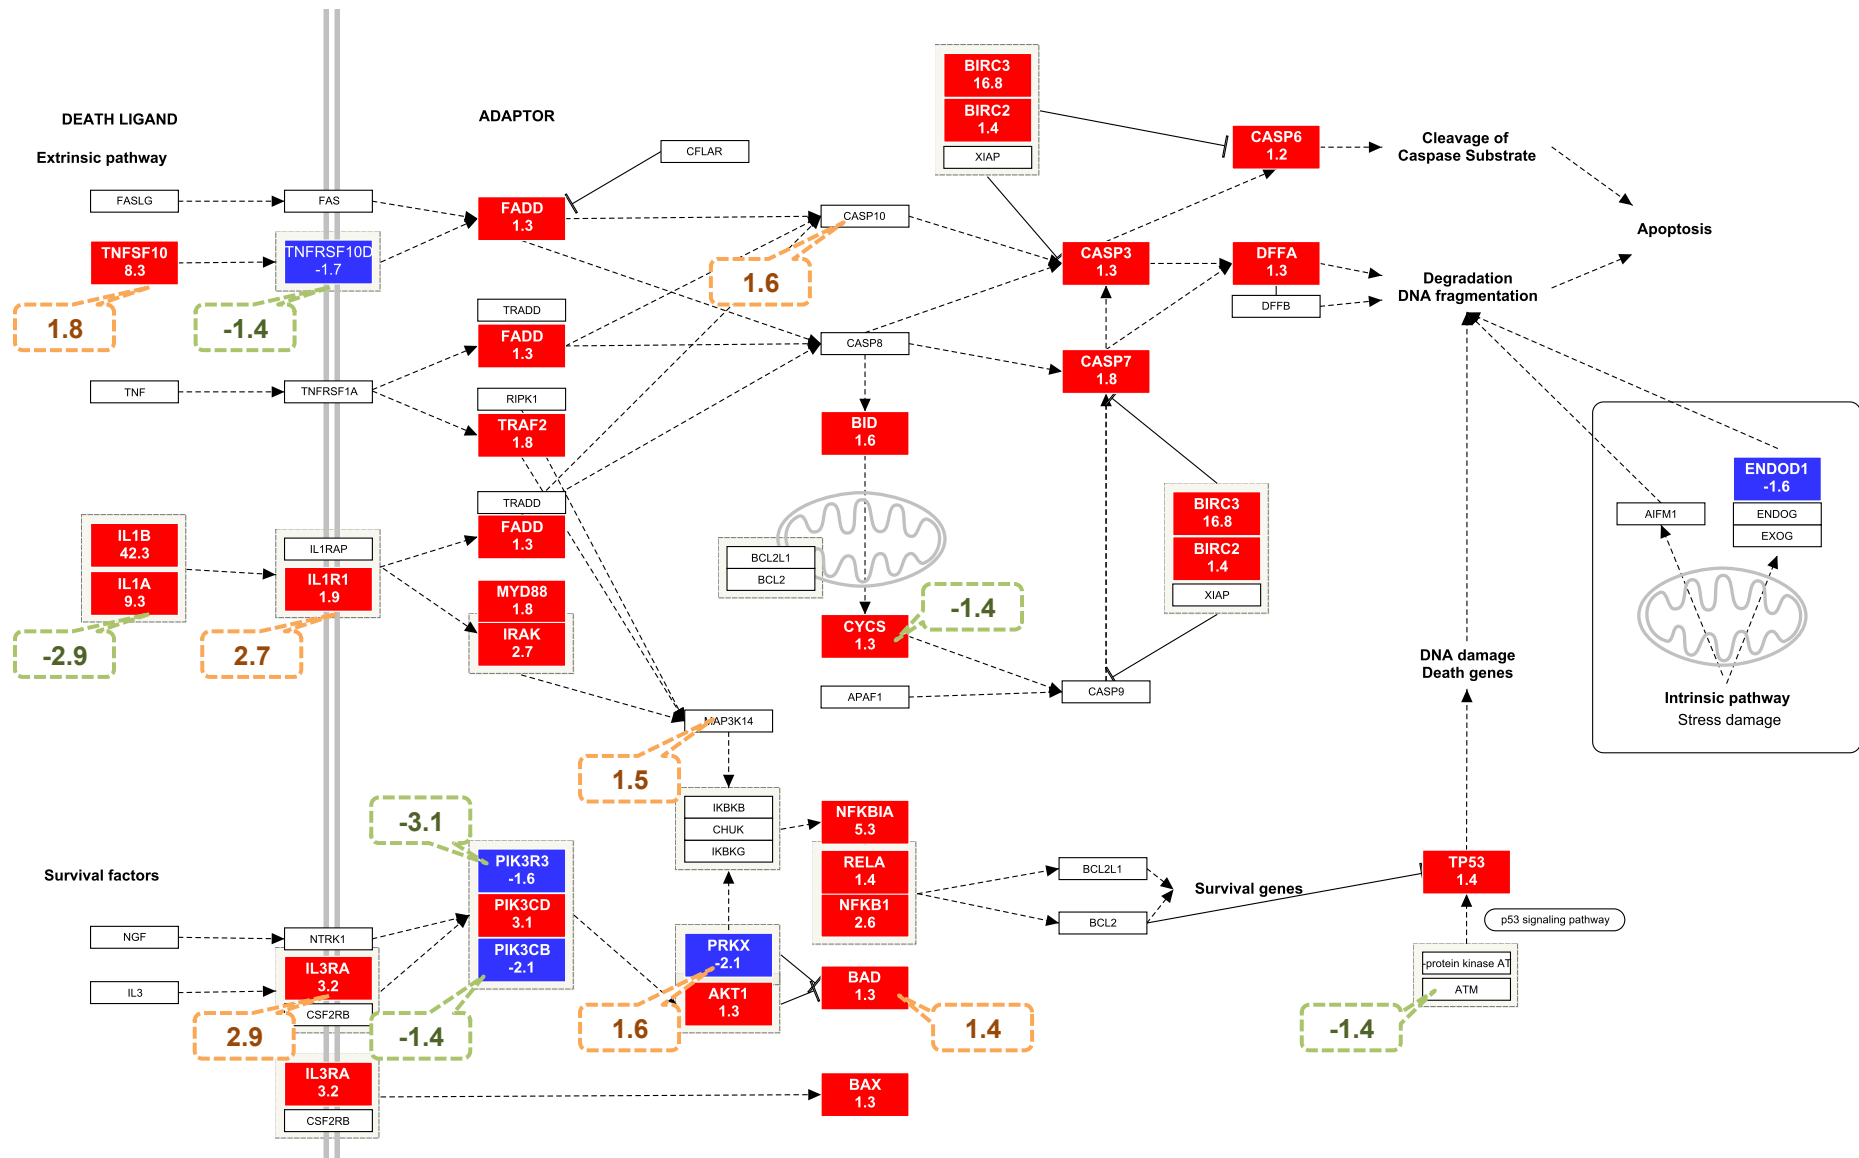 BIRC3
16.8
BIRC2
1.4
XIAP
DEATH LIGAND
ADAPTOR
Extrinsic pathway
CFLAR
CASP6
1.2
Cleavage of
Caspase Substrate
FASLG
FAS
FADD
1.3
CASP10
Apoptosis
TNFSF10
8.3
TNFRSF10D
-1.7
CASP3
1.3
DFFA
1.3
DFFB
Degradation
DNA fragmentation
1.6
1.8
-1.4
TRADD
FADD
1.3
CASP8
CASP7
1.8
TNF
TNFRSF1A
RIPK1
TRAF2
1.8
BID
1.6
ENDOD1
-1.6
ENDOG
EXOG
AIFM1
TRADD
FADD
1.3
BIRC3
16.8
BIRC2
1.4
XIAP
IL1B
42.3
IL1A
9.3
IL1RAP
IL1R1
1.9
BCL2L1
BCL2
MYD88
1.8
IRAK
2.7
CYCS
1.3
-1.4
-2.9
2.7
DNA damage
Death genes
APAF1
CASP9
Intrinsic pathway
Stress damage
MAP3K14
1.5
IKBKB
CHUK
IKBKG
NFKBIA
5.3
-3.1
PIK3R3
-1.6
PIK3CD
3.1
PIK3CB
-2.1
RELA
1.4
NFKB1
2.6
BCL2L1
BCL2
Survival genes
TP53
1.4
Survival factors
p53 signaling pathway
NGF
NTRK1
IL3RA
3.2
CSF2RB
IL3
PRKX
-2.1
AKT1
1.3
BAD
1.3
-protein kinase AT
ATM
2.9
-1.4
1.6
1.4
-1.4
IL3RA
3.2
CSF2RB
BAX
1.3